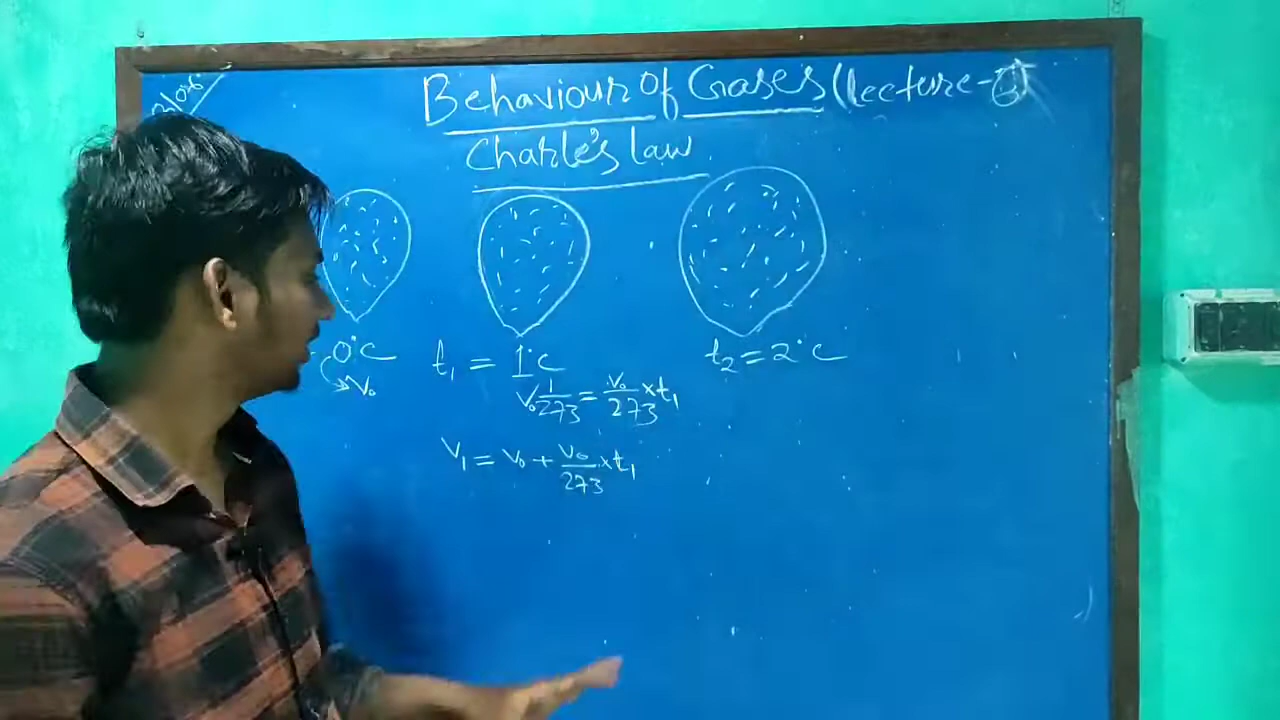 Behaviour of Gases (lecture-6)
Charle's law
0°C
V₀
t₁ = 1°C
V₀ 1/273 = V₀/273 × t₁
V₁ = V₀ + V₀/273 × t₁
t₂ = 2°C